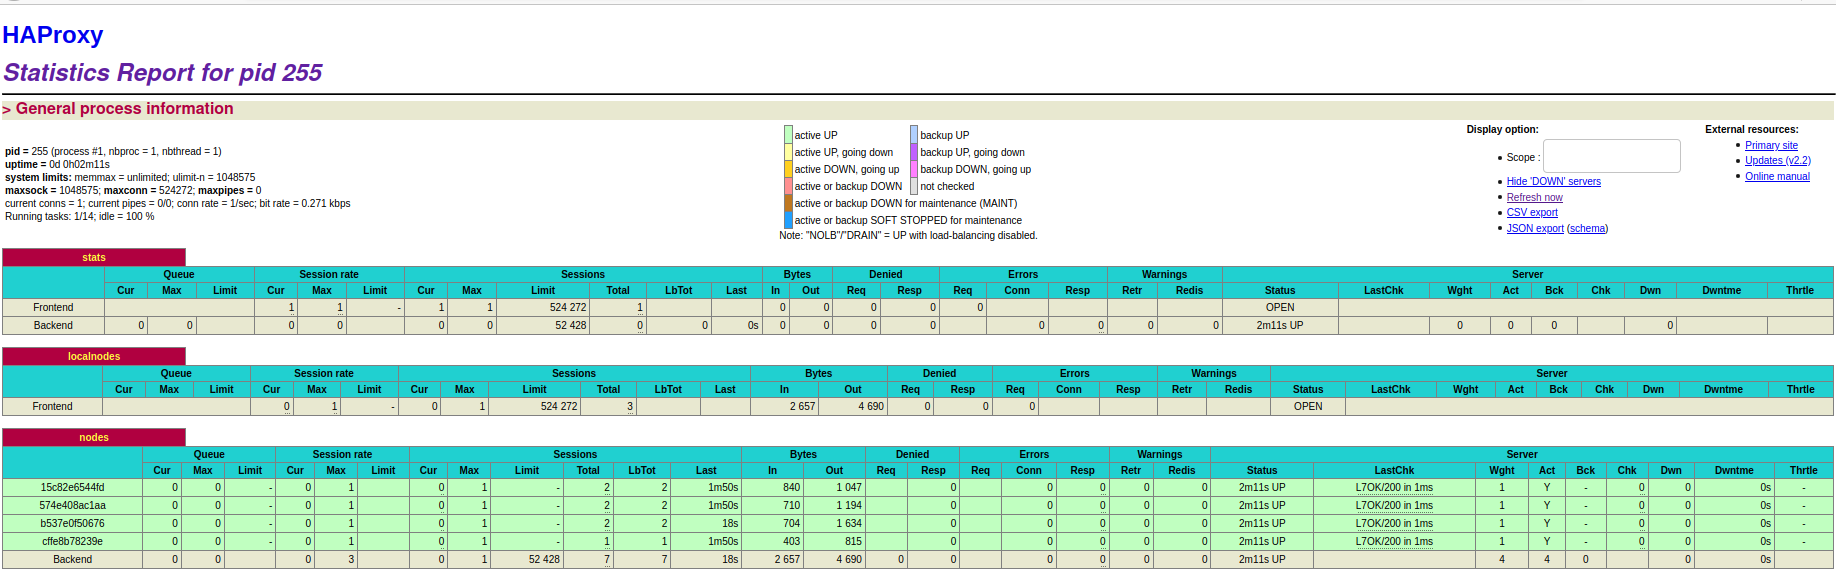 HAProxy
Statistics Report for pid 255
> General process information
pid = 255 (process #1, nbproc = 1, nbthread = 1)
uptime = 0d 0h02m11s
system limits: memmax = unlimited; ulimit-n = 1048575
maxsock = 1048575; maxconn = 524272; maxpipes = 0
current conns = 1; current pipes = 0/0; conn rate = 1/sec; bit rate = 0.271 kbps
Running tasks: 1/14; idle = 100 %
active UP backup UP
active UP, going down backup UP, going down
active DOWN, going up backup DOWN, going up
active or backup DOWN not checked
active or backup DOWN for maintenance (MAINT)
active or backup SOFT STOPPED for maintenance
Note: "NOLB"/"DRAIN" = UP with load-balancing disabled.
Display option:
• Scope :
• Hide 'DOWN' servers
• Refresh now
• CSV export
• JSON export (schema)
External resources:
• Primary site
• Updates (v2.2)
• Online manual
stats
Queue Session rate Sessions Bytes Denied Errors Warnings Server
Cur Max Limit Cur Max Limit Cur Max Limit Total LbTot Last In Out Req Resp Req Conn Resp Retr Redis Status LastChk Wght Act Bck Chk Dwn Dwntme Thrtle
Frontend 1 1 - 1 1 524 272 1 0 0 0 0 0 OPEN
Backend 0 0 0 0 0 0 52 428 0 0 0s 0 0 0 0 0 0 0 0 2m11s UP 0 0 0 0
localnodes
Queue Session rate Sessions Bytes Denied Errors Warnings Server
Cur Max Limit Cur Max Limit Cur Max Limit Total LbTot Last In Out Req Resp Req Conn Resp Retr Redis Status LastChk Wght Act Bck Chk Dwn Dwntme Thrtle
Frontend 0 1 - 0 1 524 272 3 2 657 4 690 0 0 0 OPEN
nodes
Queue Session rate Sessions Bytes Denied Errors Warnings Server
Cur Max Limit Cur Max Limit Cur Max Limit Total LbTot Last In Out Req Resp Req Conn Resp Retr Redis Status LastChk Wght Act Bck Chk Dwn Dwntme Thrtle
15c82e6544fd 0 0 - 0 1 0 1 - 2 2 1m50s 840 1 047 0 0 0 0 0 2m11s UP L7OK/200 in 1ms 1 Y - 0 0 0s -
574e408ac1aa 0 0 - 0 1 0 1 - 2 2 1m50s 710 1 194 0 0 0 0 0 2m11s UP L7OK/200 in 1ms 1 Y - 0 0 0s -
b537e0f50676 0 0 - 0 1 0 1 - 2 2 18s 704 1 634 0 0 0 0 0 2m11s UP L7OK/200 in 1ms 1 Y - 0 0 0s -
cffe8b78239e 0 0 - 0 1 0 1 - 1 1 1m50s 403 815 0 0 0 0 0 2m11s UP L7OK/200 in 1ms 1 Y - 0 0 0s -
Backend 0 0 0 3 0 1 52 428 7 7 18s 2 657 4 690 0 0 0 0 0 0 2m11s UP 4 4 0 0 0s